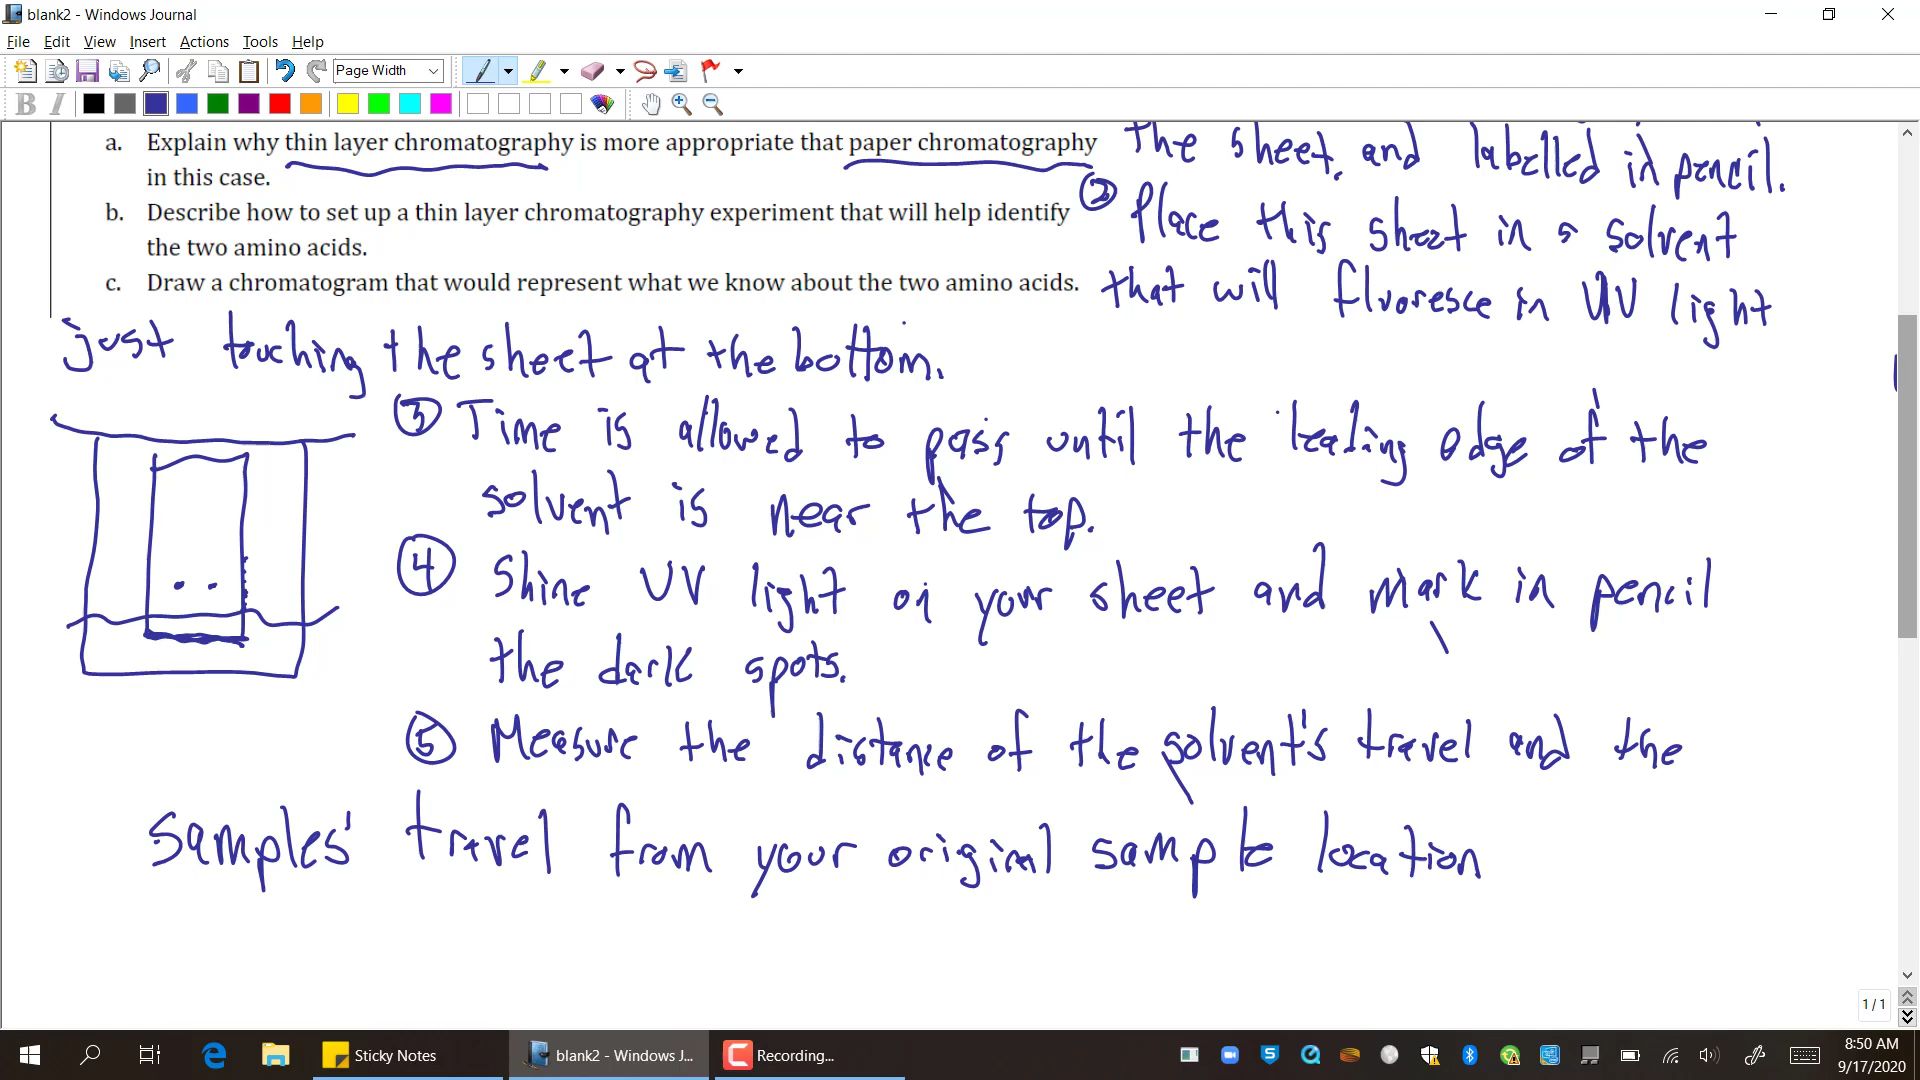 blank2 - Windows Journal
File Edit View Insert Actions Tools Help
Page Width
B I
a. Explain why thin layer chromatography is more appropriate that paper chromatography
in this case.
b. Describe how to set up a thin layer chromatography experiment that will help identify
the two amino acids.
c. Draw a chromatogram that would represent what we know about the two amino acids.
the sheet, and labelled in pencil.
② Place this sheet in a solvent
that will fluoresce in UV light
just touching the sheet at the bottom.
③ Time is allowed to pass until the leading edge of the
solvent is near the top.
④ Shine UV light on your sheet and mark in pencil
the dark spots.
⑤ Measure the distance of the solvent's travel and the
samples' travel from your original sample location
1 / 1
Sticky Notes
blank2 - Windows J...
Recording...
8:50 AM
9/17/2020